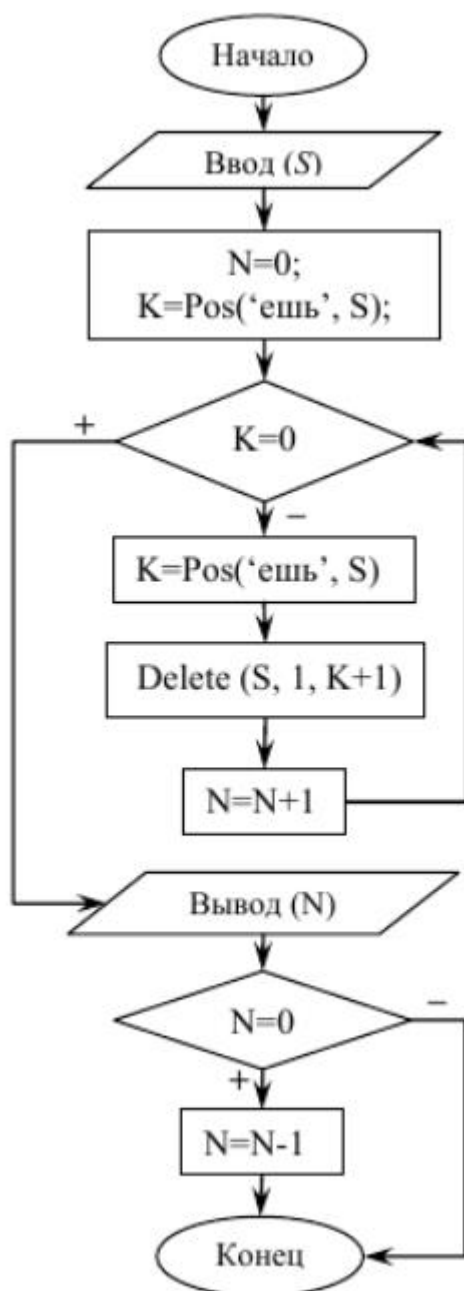 Начало
Ввод (S)
N=0;
K=Pos(‘ешь’, S);
+
K=0
–
K=Pos(‘ешь’, S)
Delete (S, 1, K+1)
N=N+1
Вывод (N)
N=0
–
+
N=N-1
Конец